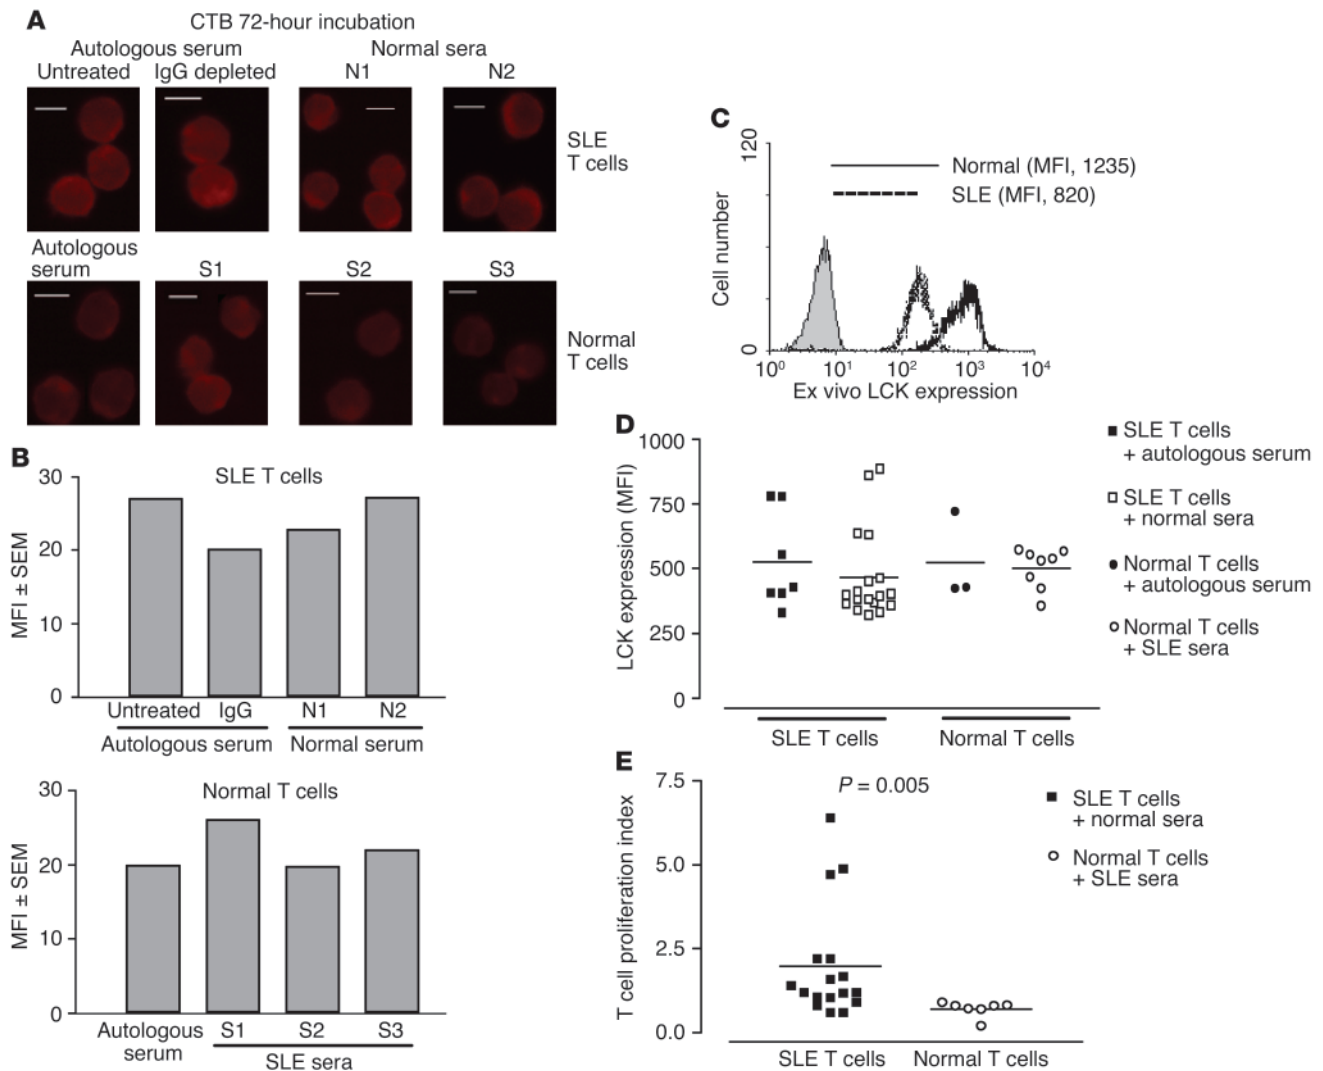 A
CTB 72-hour incubation
Autologous serum
Normal sera
Untreated
IgG depleted
N1
N2
SLE
T cells
Autologous
serum
S1
S2
S3
Normal
T cells
B
SLE T cells
MFI ± SEM
30
20
10
0
Untreated
IgG
N1
N2
Autologous serum
Normal serum
Normal T cells
MFI ± SEM
30
20
10
0
Autologous
serum
S1
S2
S3
SLE sera
C
Cell number
120
0
Normal (MFI, 1235)
SLE (MFI, 820)
10⁰
10¹
10²
10³
10⁴
Ex vivo LCK expression
D
LCK expression (MFI)
1000
750
500
250
0
SLE T cells
Normal T cells
SLE T cells
+ autologous serum
SLE T cells
+ normal sera
Normal T cells
+ autologous serum
Normal T cells
+ SLE sera
E
T cell proliferation index
7.5
5.0
2.5
0.0
P = 0.005
SLE T cells
Normal T cells
SLE T cells
+ normal sera
Normal T cells
+ SLE sera